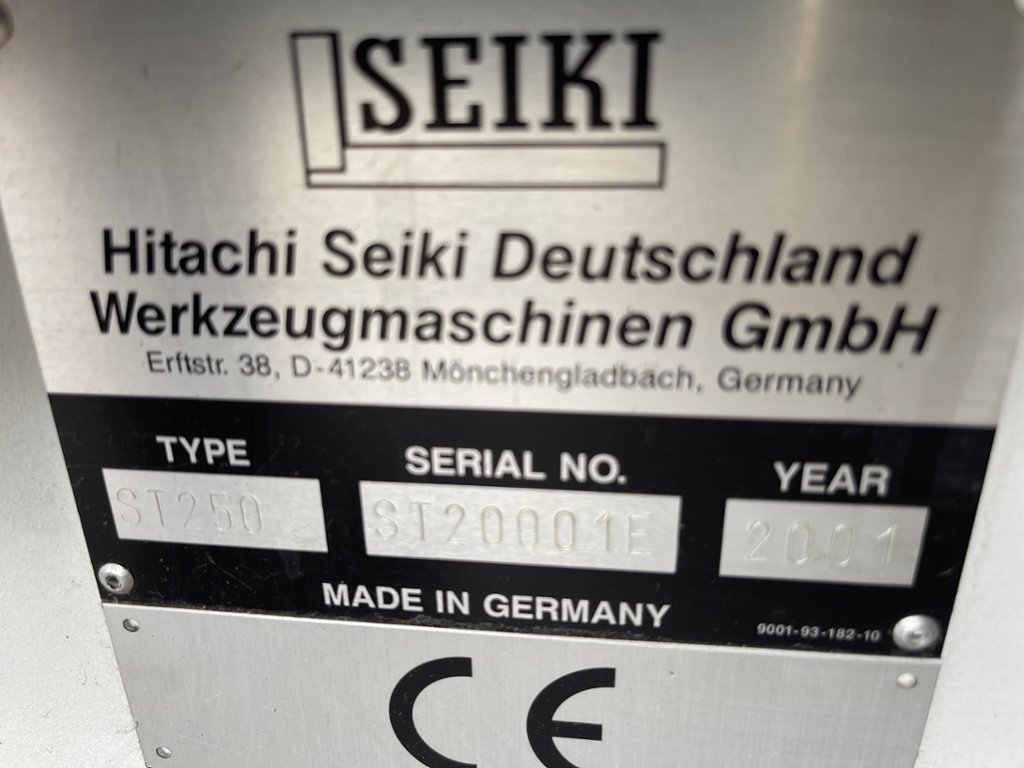 SEIKI
Hitachi Seiki Deutschland
Werkzeugmaschinen GmbH
Erftstr. 38, D-41238 Mönchengladbach, Germany
TYPE SERIAL NO. YEAR
ST250 ST20001E 2001
MADE IN GERMANY
9001-93-182-10
CE